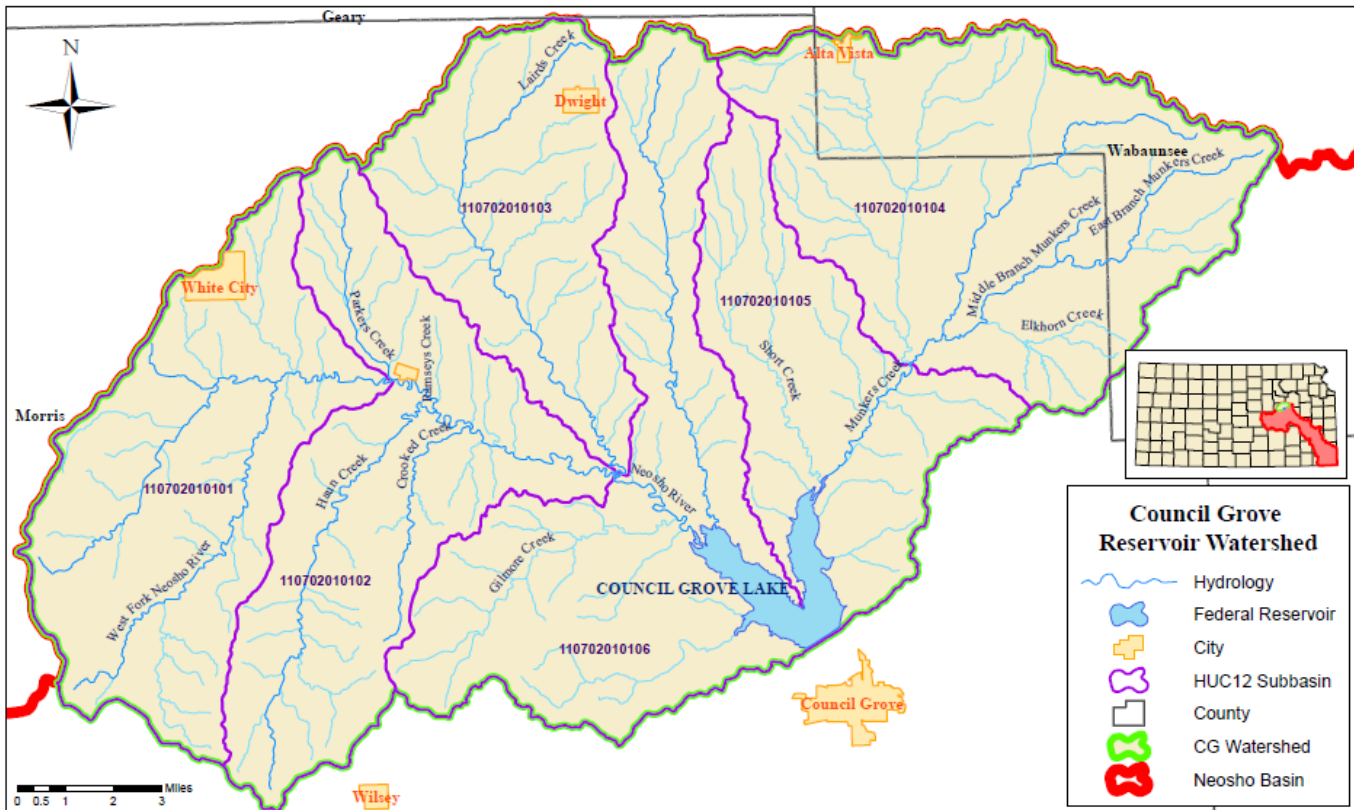 Geary
N
Alta Vista
Lairds Creek
Dwight
Wabaunsee
East Branch Munkers Creek
110702010103
110702010104
Middle Branch Munkers Creek
White City
110702010105
Parkers Creek
Ramseys Creek
Elkhorn Creek
Short Creek
Munkers Creek
Morris
Crooked Creek
Haun Creek
Neosho River
110702010101
Gilmore Creek
110702010102
COUNCIL GROVE LAKE
West Fork Neosho River
110702010106
Council Grove
Wilsey
0 0.5 1 2 3
Miles
Council Grove
Reservoir Watershed
Hydrology
Federal Reservoir
City
HUC12 Subbasin
County
CG Watershed
Neosho Basin